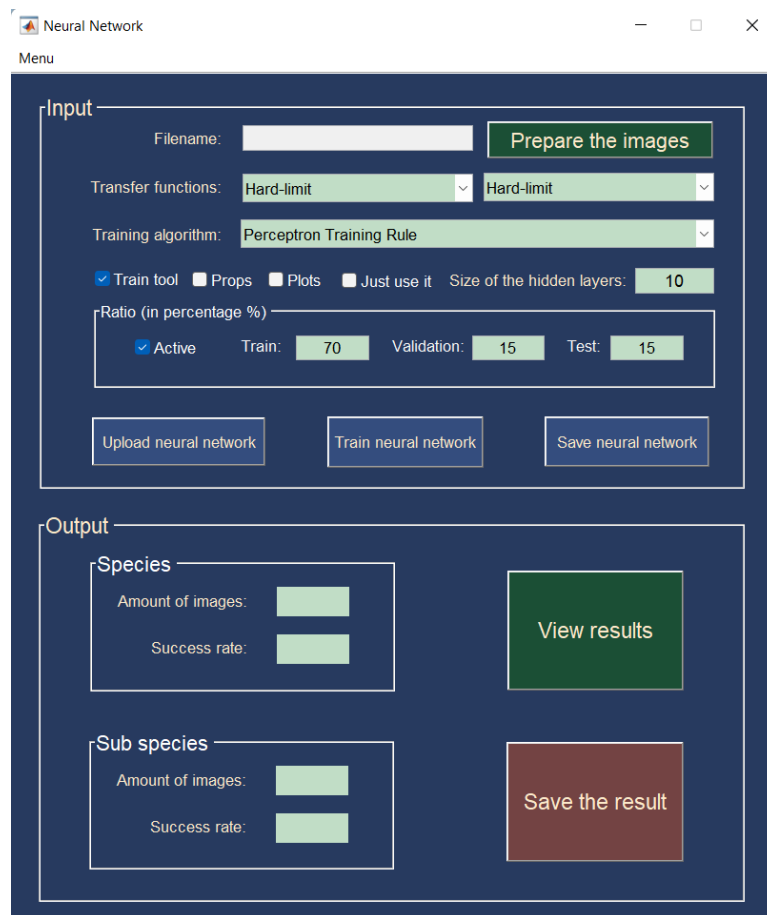 Neural Network
Menu
Input
Filename:
Prepare the images
Transfer functions: Hard-limit Hard-limit
Training algorithm: Perceptron Training Rule
Train tool Props Plots Just use it Size of the hidden layers: 10
Ratio (in percentage %)
Active Train: 70 Validation: 15 Test: 15
Upload neural network Train neural network Save neural network
Output
Species
Amount of images:
Success rate:
View results
Sub species
Amount of images:
Success rate:
Save the result